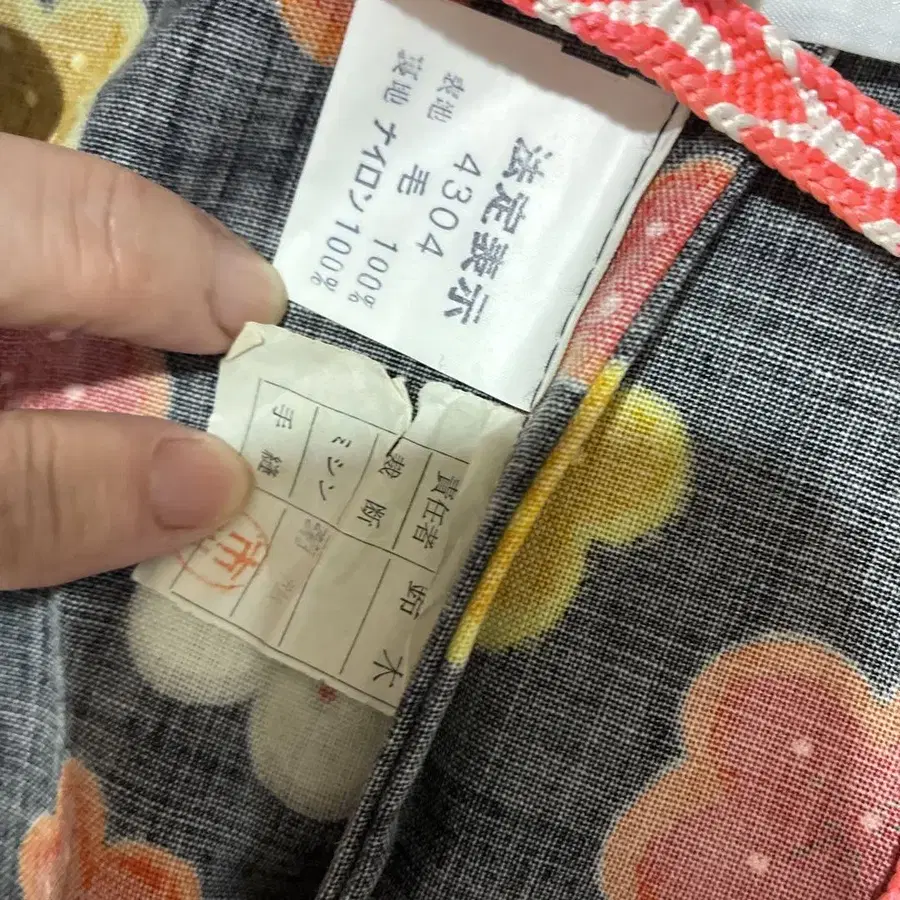 法定表示
4304
表地 毛 100%
裏地 ナイロン100%
責任者 鈴木
裁断
ミシン
手縫